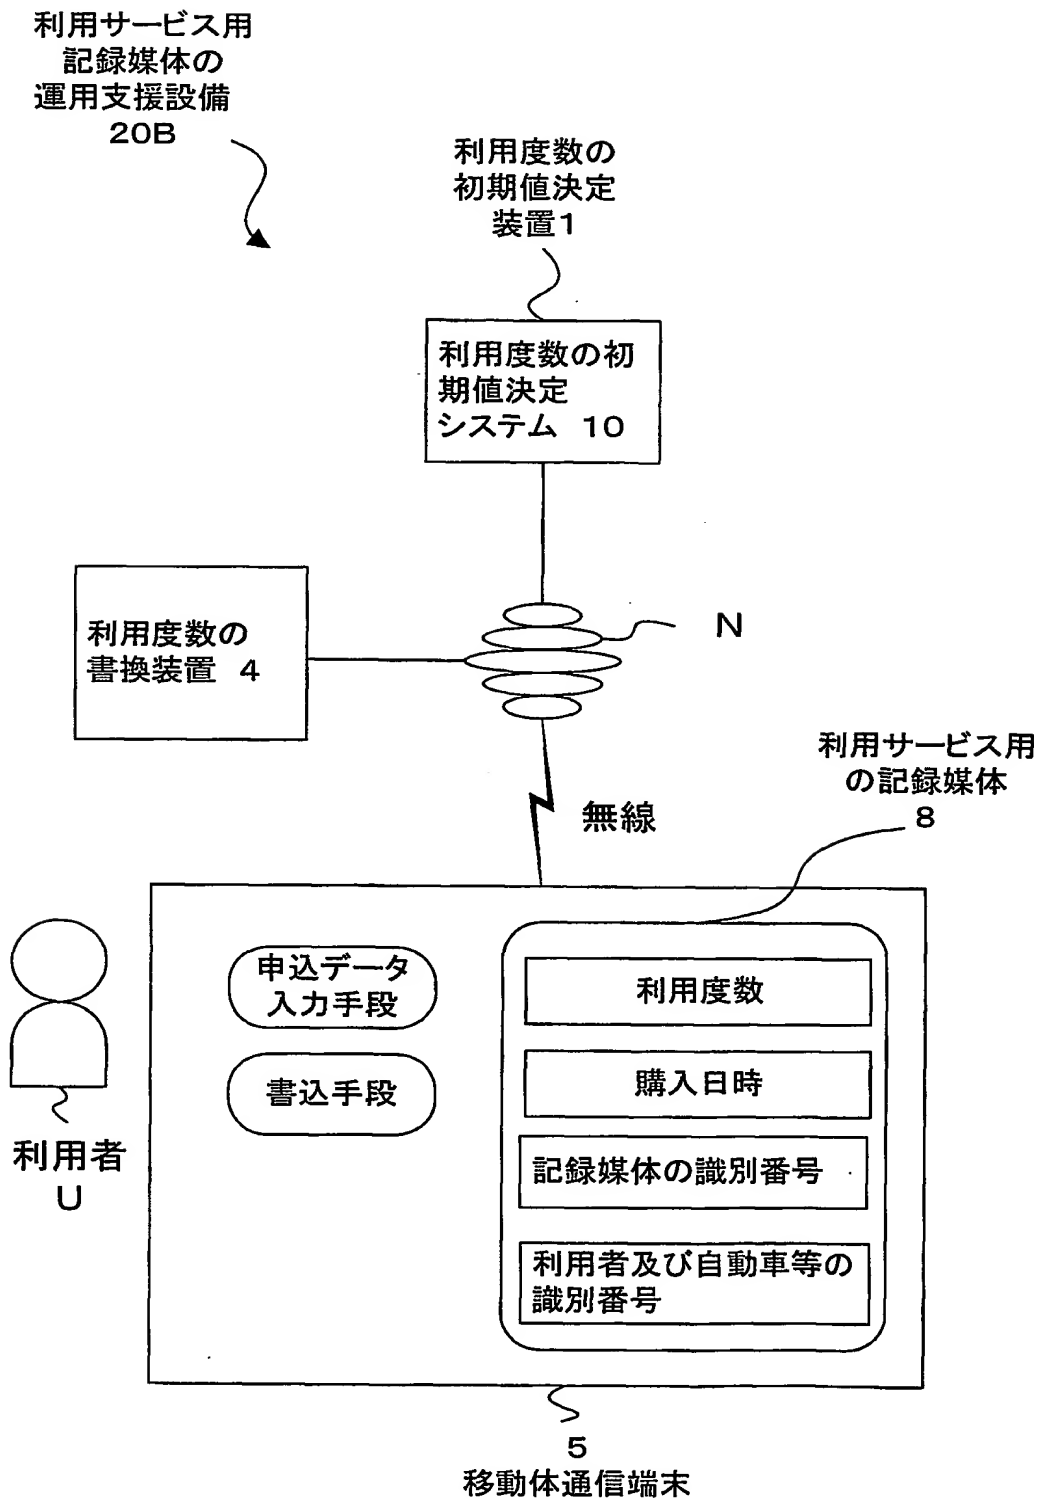 利用サービス用
記録媒体の
運用支援設備
20B
利用度数の
初期値決定
装置1
利用度数の初
期値決定
システム 10
利用度数の
書換装置 4
N
無線
利用サービス用
の記録媒体
8
申込データ
入力手段
書込手段
利用度数
購入日時
記録媒体の識別番号
利用者及び自動車等の
識別番号
利用者
U
5
移動体通信端末